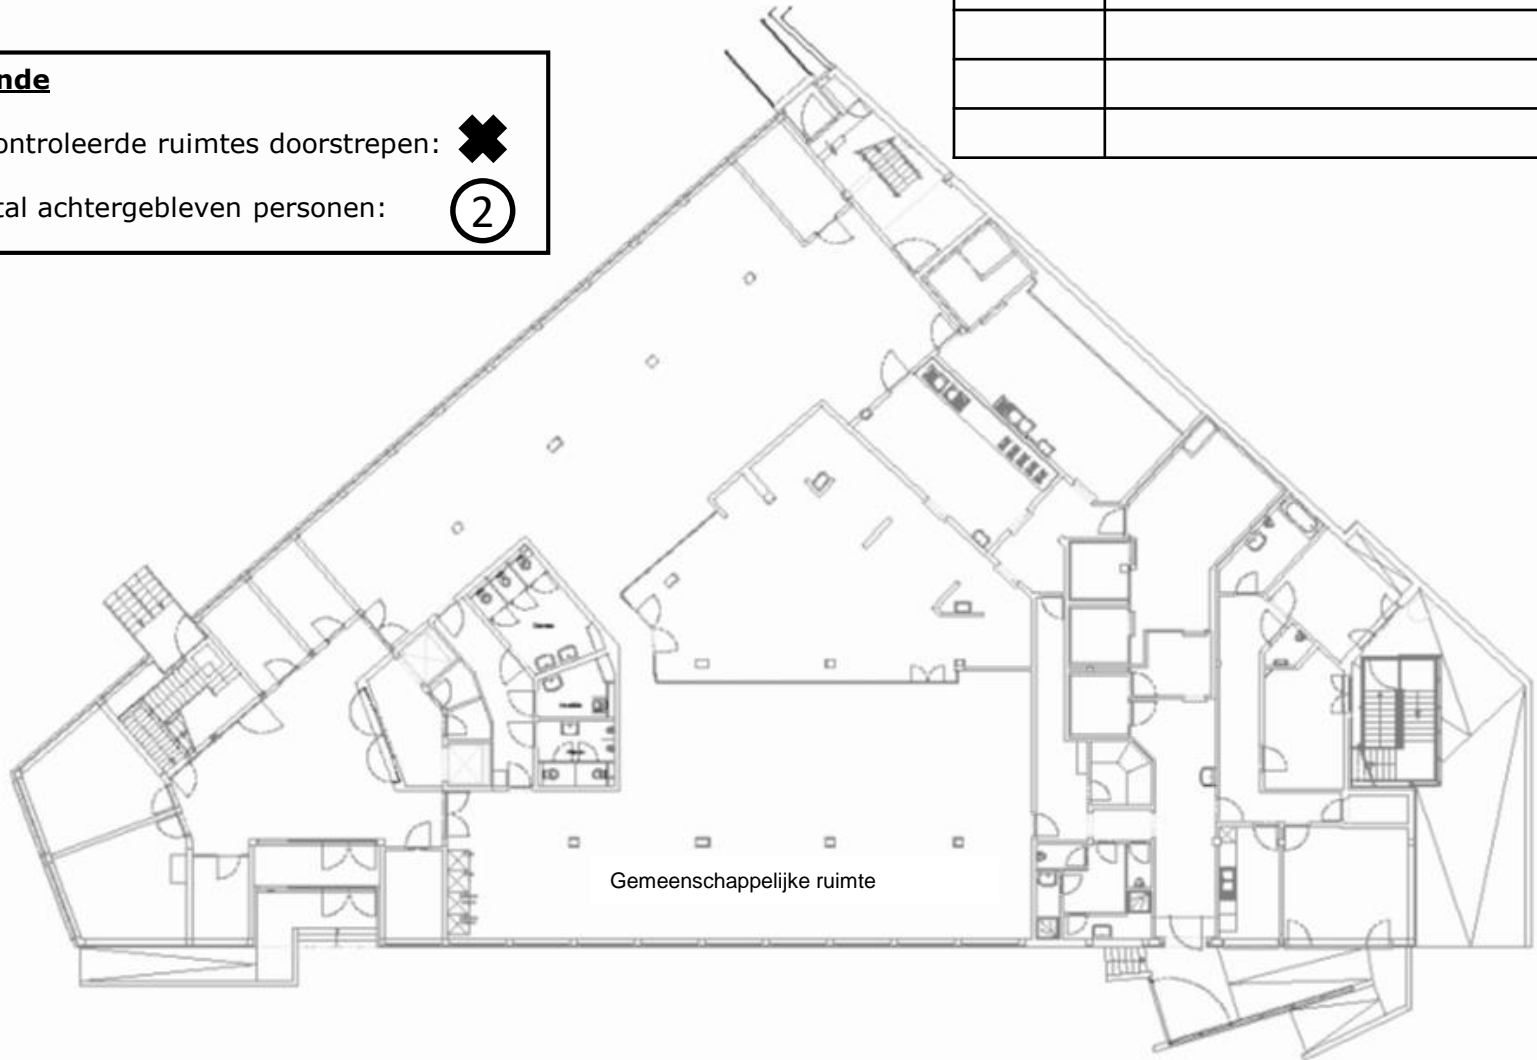 nde
ontroleerde ruimtes doorstrepen:
tal achtergebleven personen:
2
Gemeenschappelijke ruimte